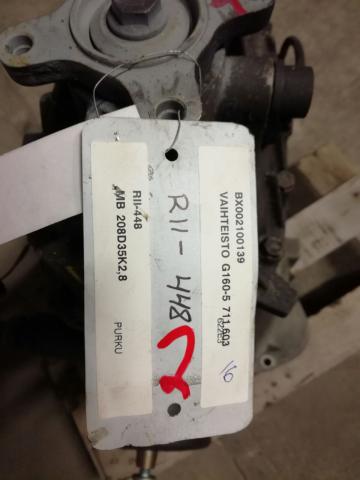 BX002100139
VAIHTEISTO G160-5 711.603
R11-448
RII-448
MB 208D35K2,8
PURKU
16